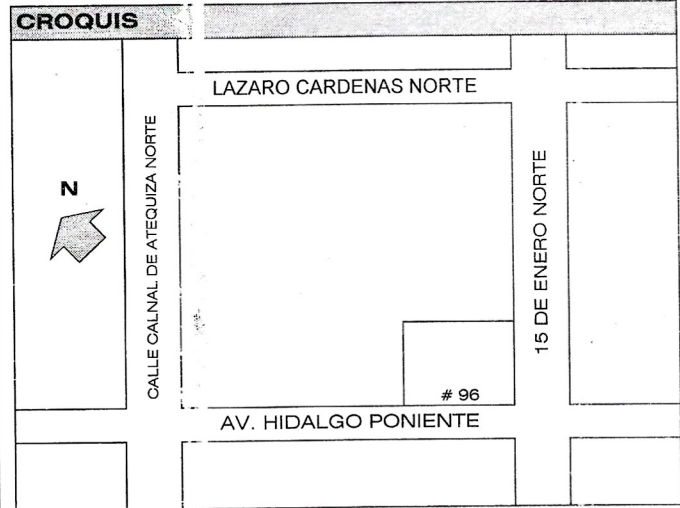 CROQUIS
LAZARO CARDENAS NORTE
CALLE CALNAL DE ATEQUIZA NORTE
N
15 DE ENERO NORTE
# 96
AV. HIDALGO PONIENTE